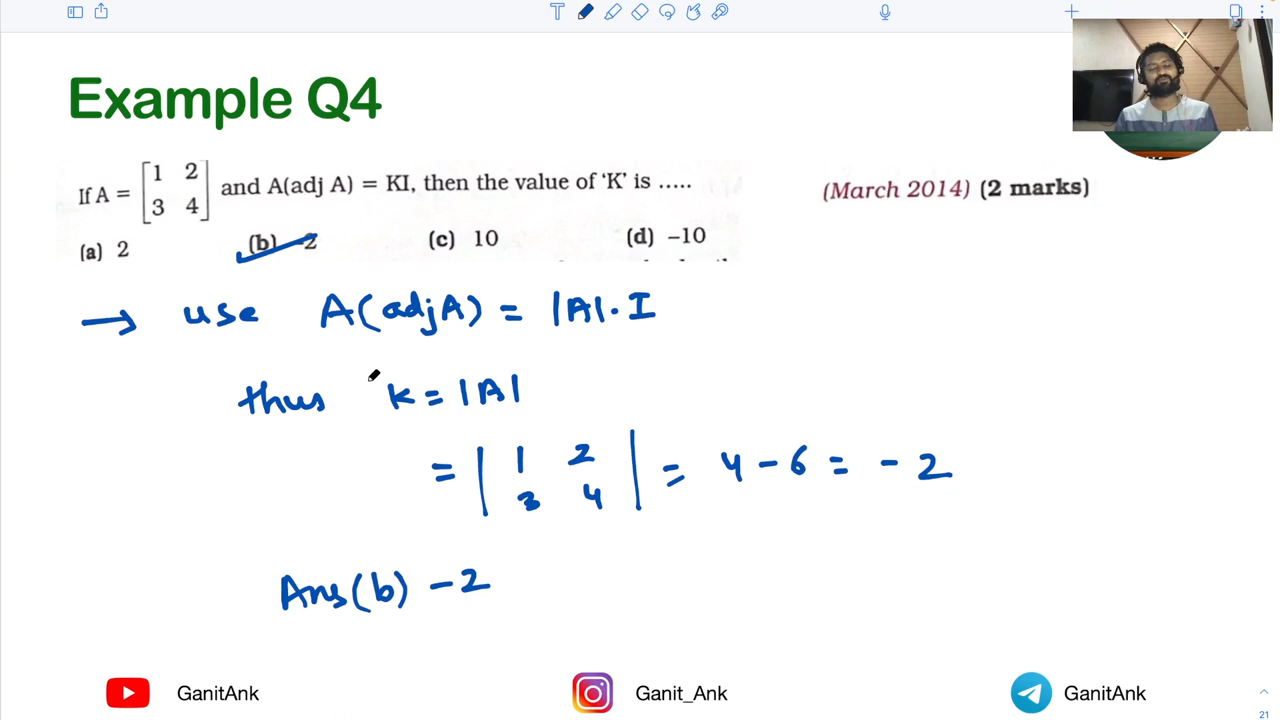 Example Q4
If A = [1 2
3 4] and A(adj A) = KI, then the value of 'K' is .....
(March 2014) (2 marks)
(a) 2 (b) -2 (c) 10 (d) -10
→ use A(adjA) = |A|·I
thus k = |A|
= | 1 2
3 4 | = 4 - 6 = - 2
Ans(b) -2
GanitAnk Ganit_Ank GanitAnk
21